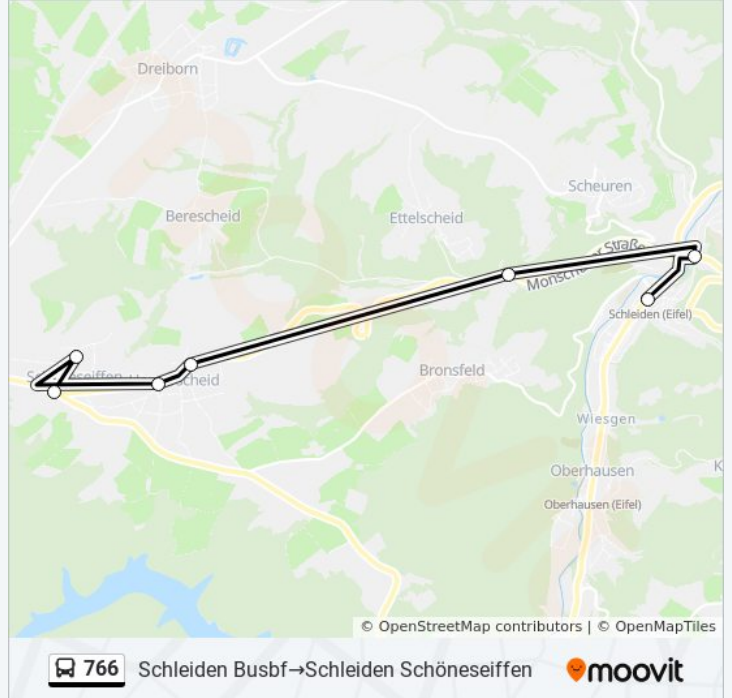 Dreiborn
Scheuren
Berescheid
Ettelscheid
Monschauer Straße
Schleiden (Eifel)
Bronsfeld
Wiesgen
Oberhausen
Oberhausen (Eifel)
© OpenStreetMap contributors | © OpenMapTiles
766 Schleiden Busbf→Schleiden Schöneseiffen moovit